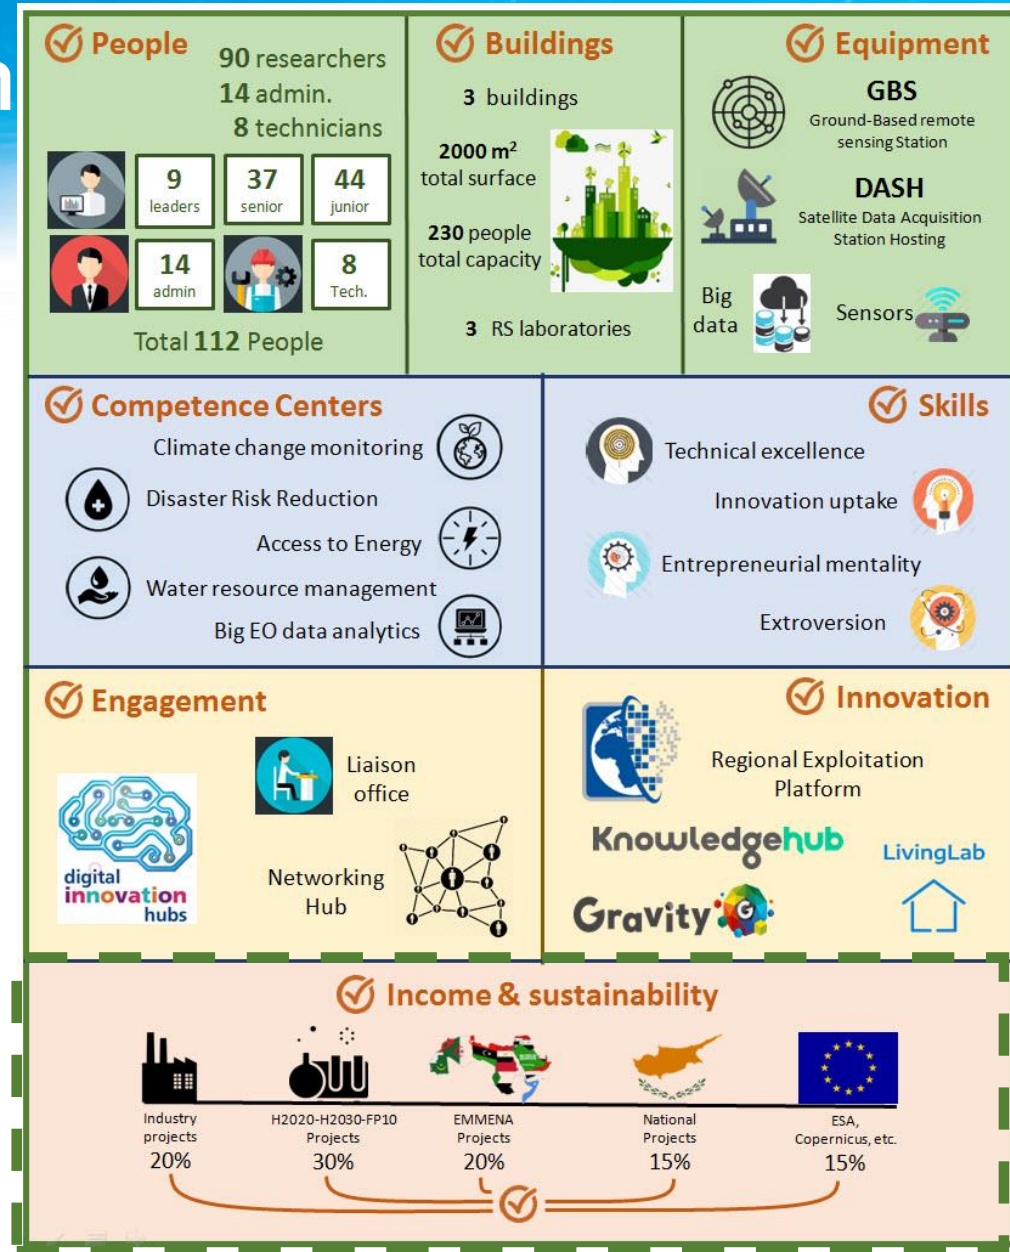 n
People
90 researchers
14 admin.
8 technicians
9
leaders
37
senior
44
junior
14
admin
8
Tech.
Total 112 People
Buildings
3 buildings
2000 m²
total surface
230 people
total capacity
3 RS laboratories
Equipment
GBS
Ground-Based remote
sensing Station
DASH
Satellite Data Acquisition
Station Hosting
Big
data
Sensors
Competence Centers
Climate change monitoring
Disaster Risk Reduction
Access to Energy
Water resource management
Big EO data analytics
Skills
Technical excellence
Innovation uptake
Entrepreneurial mentality
Extroversion
Engagement
Liaison
office
digital
innovation
hubs
Networking
Hub
Innovation
Regional Exploitation
Platform
Knowledgehub
LivingLab
Gravity
G
Income & sustainability
Industry
projects
20%
H2020-H2030-FP10
Projects
30%
EMMENA
Projects
20%
National
Projects
15%
ESA,
Copernicus, etc.
15%